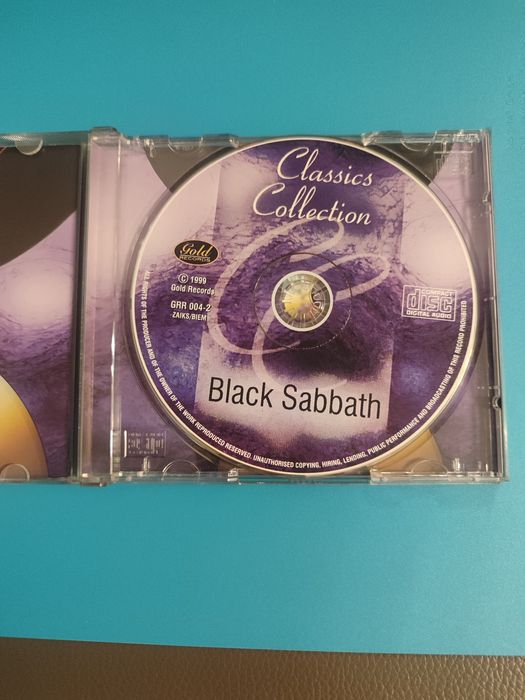 Classics
Collection
Gold
RECORDS
© 1999
Gold Records
GRR 004-2
ZAIKS/BIEM
COMPACT
disc
DIGITAL AUDIO
Black Sabbath
ALL RIGHTS OF THE PRODUCER AND OF THE OWNER OF THE WORK REPRODUCED RESERVED. UNAUTHORISED COPYING, HIRING, LENDING, PUBLIC PERFORMANCE AND BROADCASTING OF THIS RECORD PROHIBITED